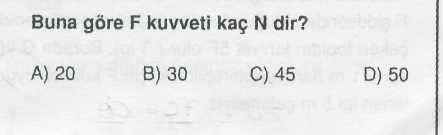 Buna göre F kuvveti kaç N dir?
A) 20 B) 30 C) 45 D) 50